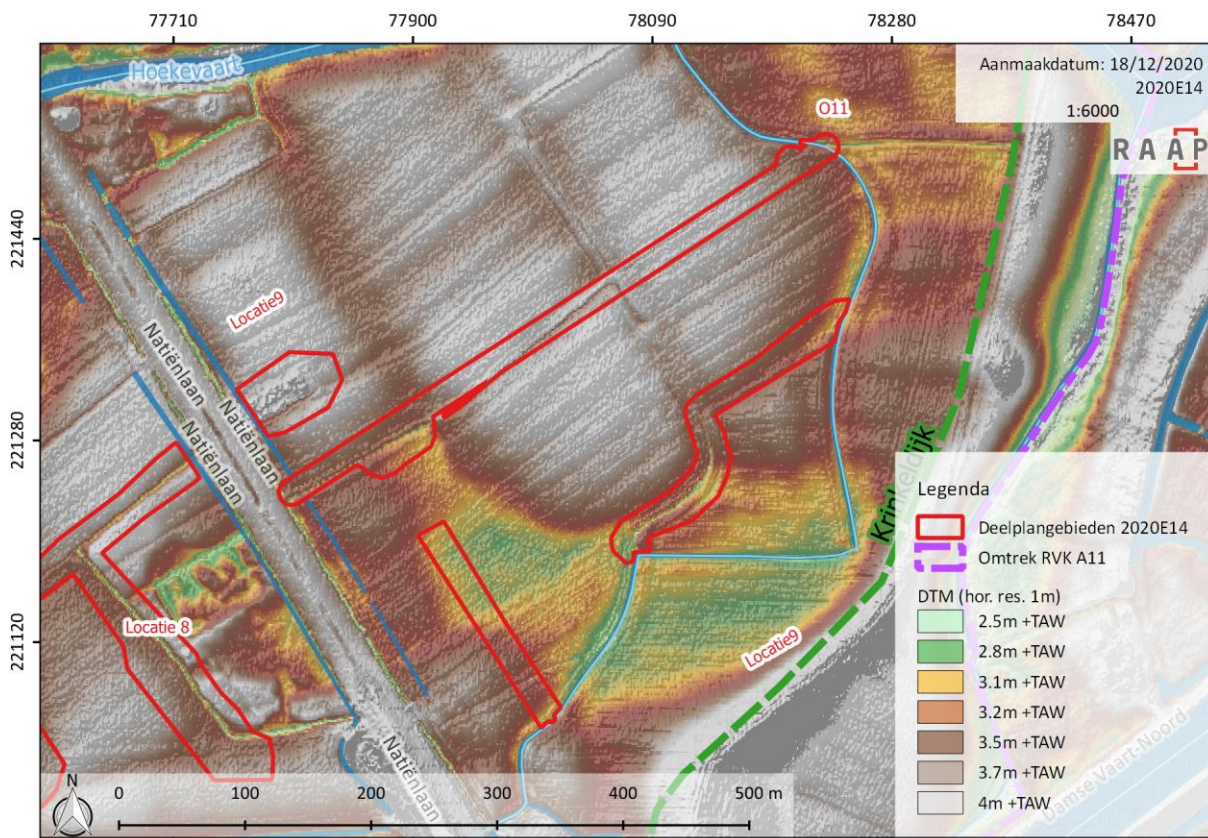 77710 77900 78090 78280 78470
Hoekevaart
Aanmaakdatum: 18/12/2020
2020E14
1:6000
RAAP
O11
221440
Locatie9
Natiënlaan
Natiënlaan
221280
Natiënlaan
Krinkeldijk
Legenda
Deelplangebieden 2020E14
Omtrek RVK A11
DTM (hor. res. 1m)
2.5m +TAW
2.8m +TAW
3.1m +TAW
3.2m +TAW
3.5m +TAW
3.7m +TAW
4m +TAW
221120
Locatie 8
Locatie9
Natiënlaan
Damse Vaart-Noord
N
0 100 200 300 400 500 m